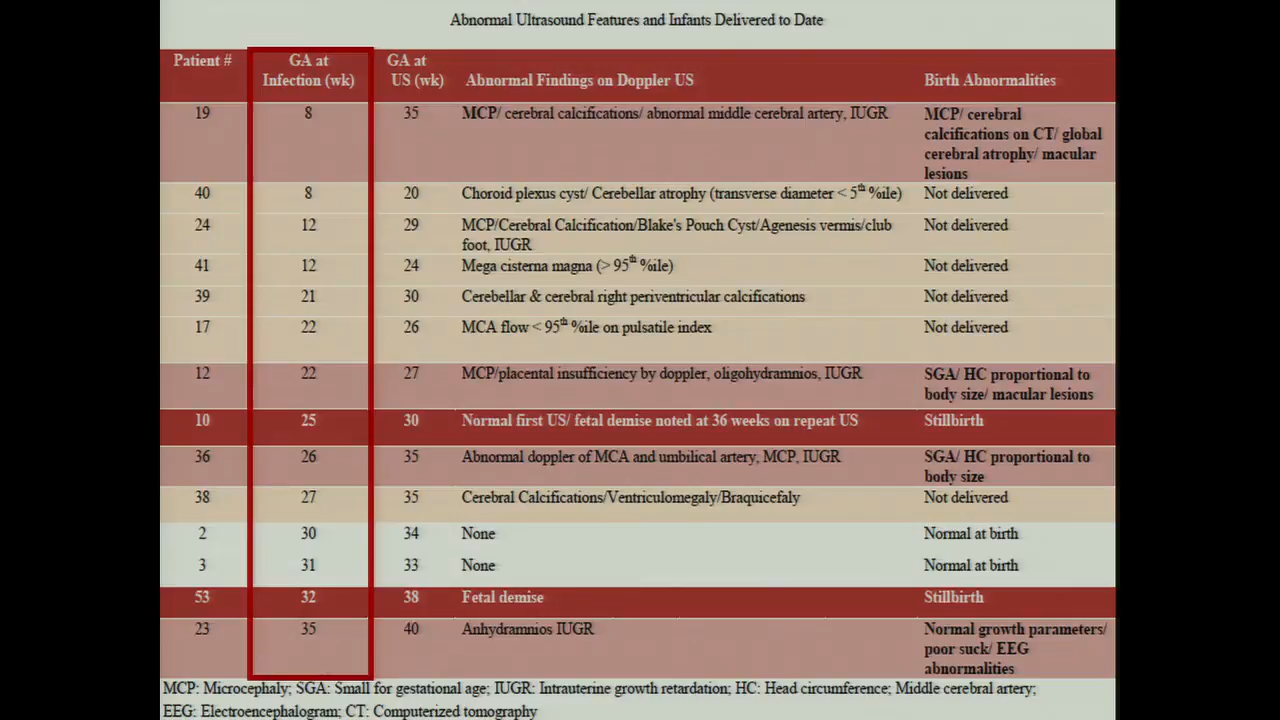 Abnormal Ultrasound Features and Infants Delivered to Date
Patient # GA at Infection (wk) GA at US (wk) Abnormal Findings on Doppler US Birth Abnormalities
19 8 35 MCP/ cerebral calcifications/ abnormal middle cerebral artery, IUGR MCP/ cerebral
calcifications on CT/ global
cerebral atrophy/ macular
lesions
40 8 20 Choroid plexus cyst/ Cerebellar atrophy (transverse diameter < 5th %ile) Not delivered
24 12 29 MCP/Cerebral Calcification/Blake's Pouch Cyst/Agenesis vermis/club Not delivered
foot, IUGR
41 12 24 Mega cisterna magna (> 95th %ile) Not delivered
39 21 30 Cerebellar & cerebral right periventricular calcifications Not delivered
17 22 26 MCA flow < 95th %ile on pulsatile index Not delivered
12 22 27 MCP/placental insufficiency by doppler, oligohydramnios, IUGR SGA/ HC proportional to
body size/ macular lesions
10 25 30 Normal first US/ fetal demise noted at 36 weeks on repeat US Stillbirth
36 26 35 Abnormal doppler of MCA and umbilical artery, MCP, IUGR SGA/ HC proportional to
body size
38 27 35 Cerebral Calcifications/Ventriculomegaly/Braquicefaly Not delivered
2 30 34 None Normal at birth
3 31 33 None Normal at birth
53 32 38 Fetal demise Stillbirth
23 35 40 Anhydramnios IUGR Normal growth parameters/
poor suck/ EEG
abnormalities
MCP: Microcephaly; SGA: Small for gestational age; IUGR: Intrauterine growth retardation; HC: Head circumference; Middle cerebral artery;
EEG: Electroencephalogram; CT: Computerized tomography